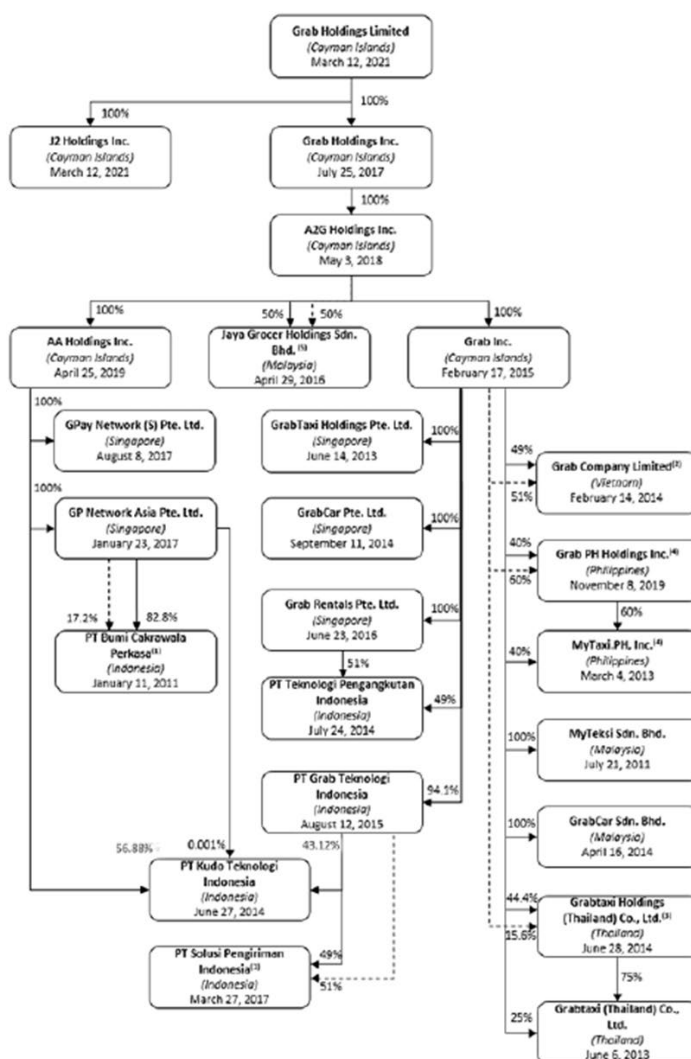 Grab Holdings Limited
(Cayman Islands)
March 12, 2021
100%
100%
J2 Holdings Inc.
(Cayman Islands)
March 12, 2021
Grab Holdings Inc.
(Cayman Islands)
July 25, 2017
100%
A2G Holdings Inc.
(Cayman Islands)
May 3, 2018
100%
50%
50%
100%
AA Holdings Inc.
(Cayman Islands)
April 25, 2019
Jaya Grocer Holdings Sdn.
Bhd. (5)
(Malaysia)
April 29, 2016
Grab Inc.
(Cayman Islands)
February 17, 2015
100%
GPay Network (S) Pte. Ltd.
(Singapore)
August 8, 2017
GrabTaxi Holdings Pte. Ltd.
(Singapore)
June 14, 2013
100%
49%
51%
Grab Company Limited(2)
(Vietnam)
February 14, 2014
100%
GP Network Asia Pte. Ltd.
(Singapore)
January 23, 2017
GrabCar Pte. Ltd.
(Singapore)
September 11, 2014
100%
40%
60%
Grab PH Holdings Inc.(4)
(Philippines)
November 8, 2019
17.2%
82.8%
PT Bumi Cakrawala
Perkasa(1)
(Indonesia)
January 11, 2011
Grab Rentals Pte. Ltd.
(Singapore)
June 23, 2016
100%
60%
40%
MyTaxi.PH, Inc.(4)
(Philippines)
March 4, 2013
51%
PT Teknologi Pengangkutan
Indonesia
(Indonesia)
July 24, 2014
49%
100%
MyTeksi Sdn. Bhd.
(Malaysia)
July 21, 2011
PT Grab Teknologi
Indonesia
(Indonesia)
August 12, 2015
94.1%
100%
GrabCar Sdn. Bhd.
(Malaysia)
April 16, 2014
56.88%
0.001%
43.12%
PT Kudo Teknologi
Indonesia
(Indonesia)
June 27, 2014
44.4%
15.6%
Grabtaxi Holdings
(Thailand) Co., Ltd.(3)
(Thailand)
June 28, 2014
PT Solusi Pengiriman
Indonesia
(Indonesia)
March 27, 2017
49%
51%
75%
25%
Grabtaxi (Thailand) Co.,
Ltd.
(Thailand)
June 6, 2013